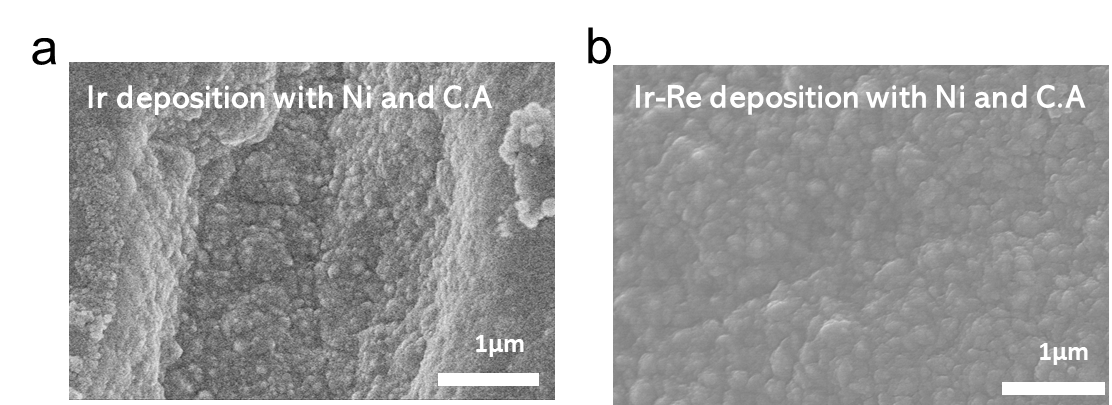 a
Ir deposition with Ni and C.A
1μm
b
Ir-Re deposition with Ni and C.A
1μm